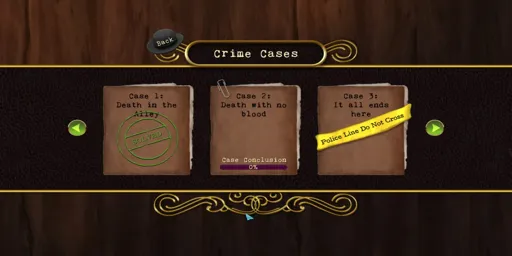 Back
Crime Cases
Case 1:
Death in the
Alley
Case 2:
Death with no
blood
Case Conclusion
0%
Case 3:
it all ends
here
Police Line Do Not Cross